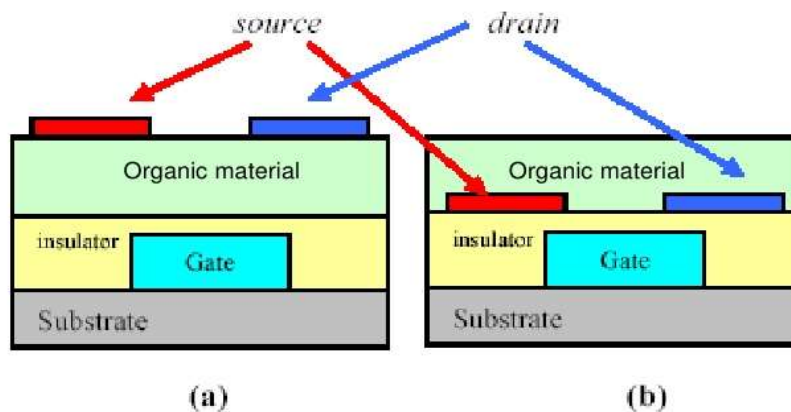 source drain
Organic material
insulator
Gate
Substrate
(a)
Organic material
insulator
Gate
Substrate
(b)